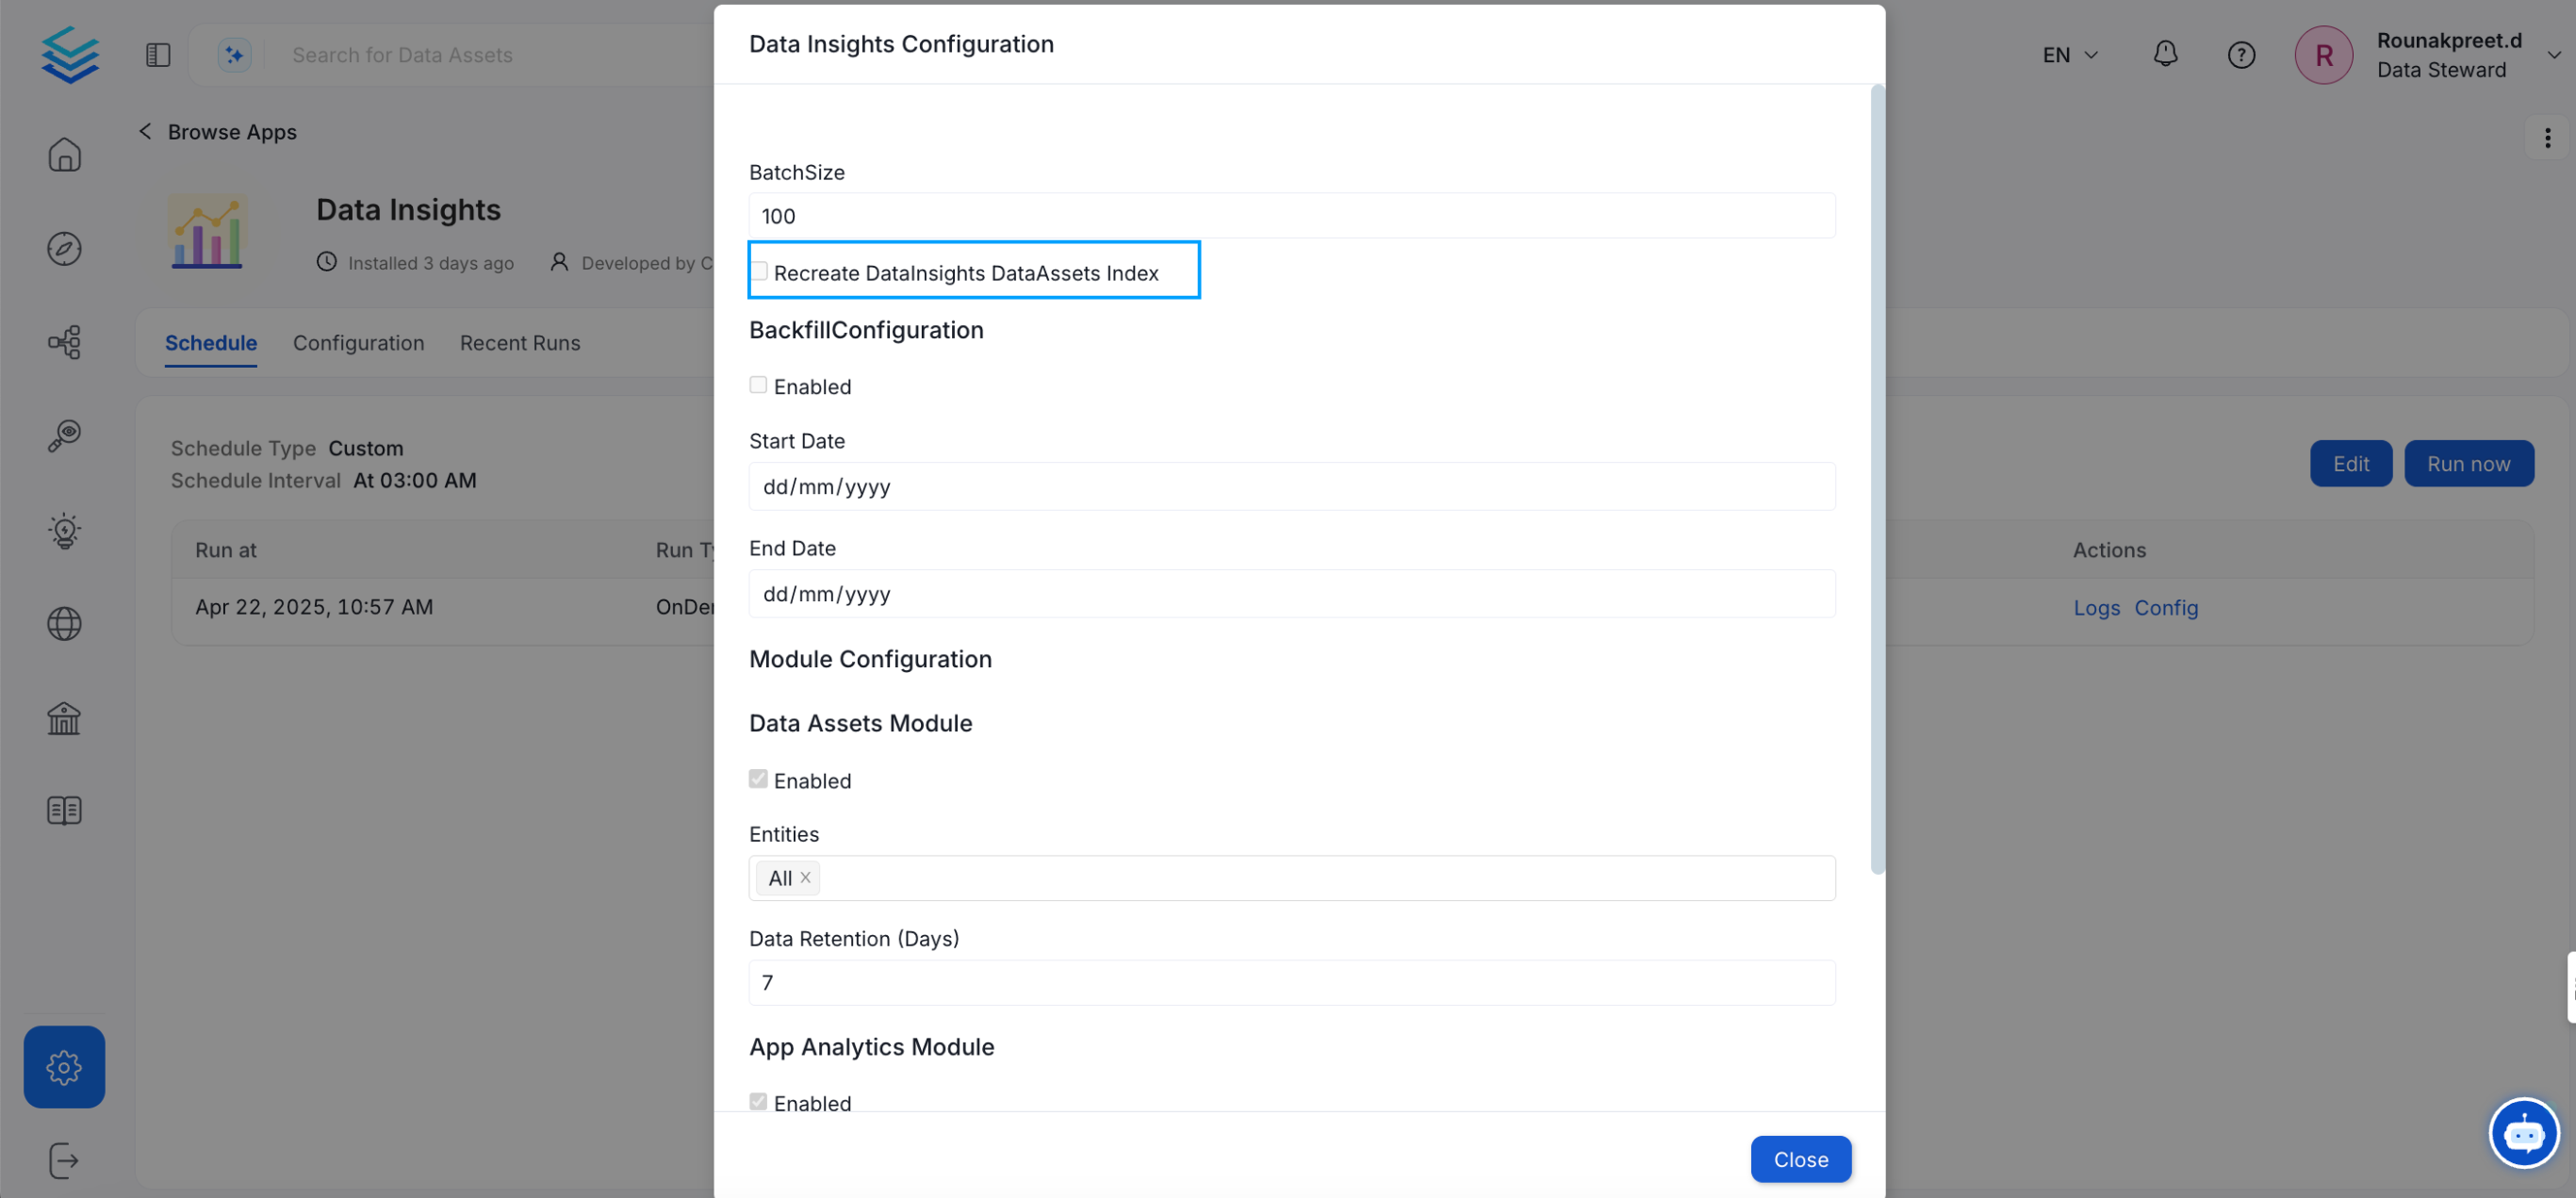 Data Insights Configuration
Search for Data Assets
EN
Rounakpreet.d
R
Data Steward
Browse Apps
BatchSize
Data Insights
100
Installed 3 days ago
Developed by
Recreate DataInsights DataAssets Index
BackfillConfiguration
Schedule
Configuration
Recent Runs
Enabled
Start Date
Schedule Type Custom
Schedule Interval At 03:00 AM
Edit
Run now
dd/mm/yyyy
Run at
Run
End Date
Actions
Apr 22, 2025, 10:57 AM
dd/mm/yyyy
Logs Config
Module Configuration
Data Assets Module
Enabled
Entities
All
Data Retention (Days)
7
App Analytics Module
Enabled
Close